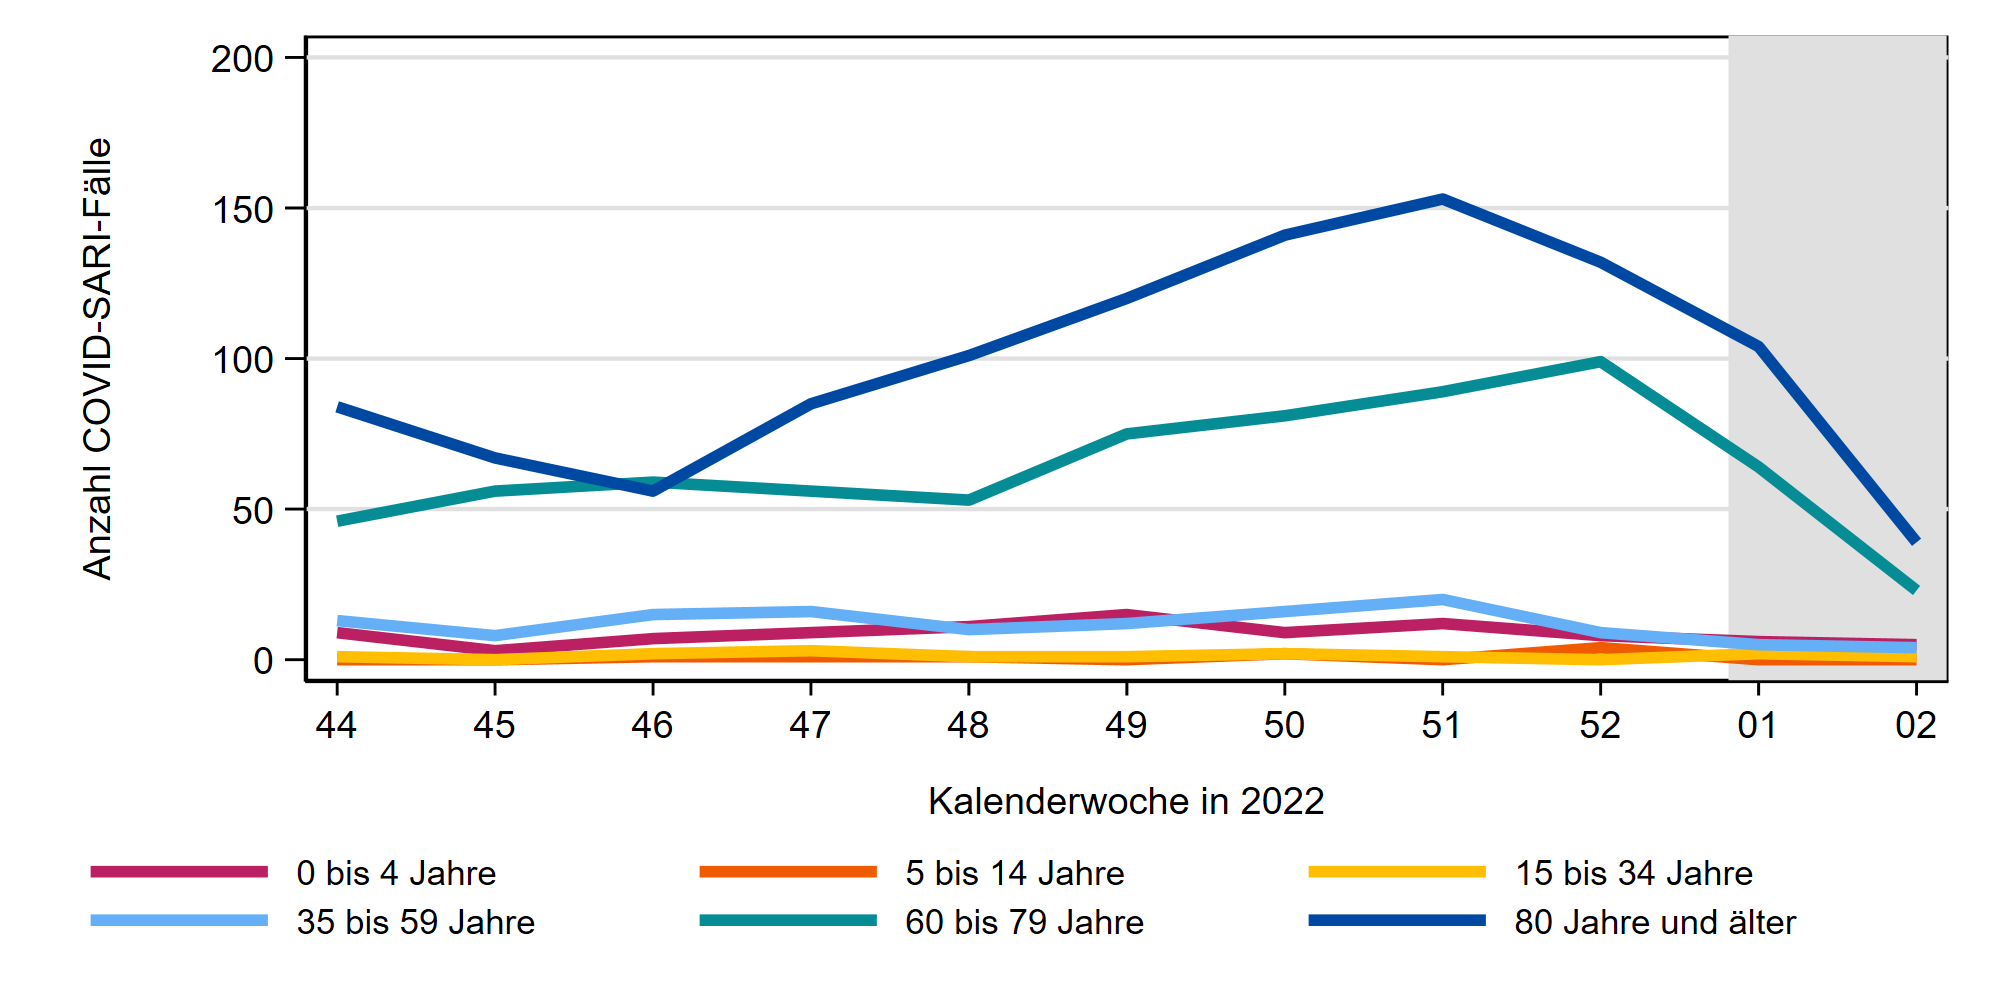 Anzahl COVID-SARI-Fälle
200
150
100
50
0
44 45 46 47 48 49 50 51 52 01 02
Kalenderwoche in 2022
0 bis 4 Jahre 5 bis 14 Jahre 15 bis 34 Jahre
35 bis 59 Jahre 60 bis 79 Jahre 80 Jahre und älter